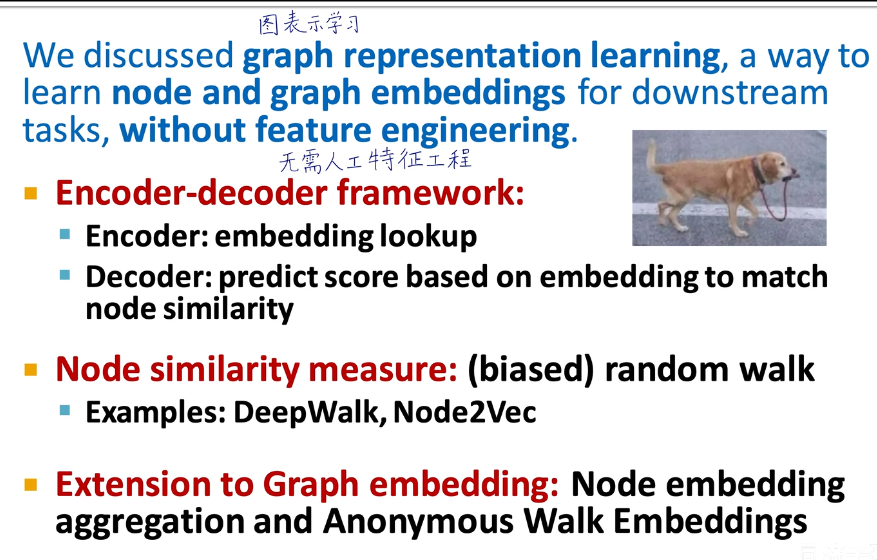 图表示学习
We discussed graph representation learning, a way to
learn node and graph embeddings for downstream
tasks, without feature engineering.
无需人工特征工程
Encoder-decoder framework:
Encoder: embedding lookup
Decoder: predict score based on embedding to match
node similarity
Node similarity measure: (biased) random walk
Examples: DeepWalk, Node2Vec
Extension to Graph embedding: Node embedding
aggregation and Anonymous Walk Embeddings